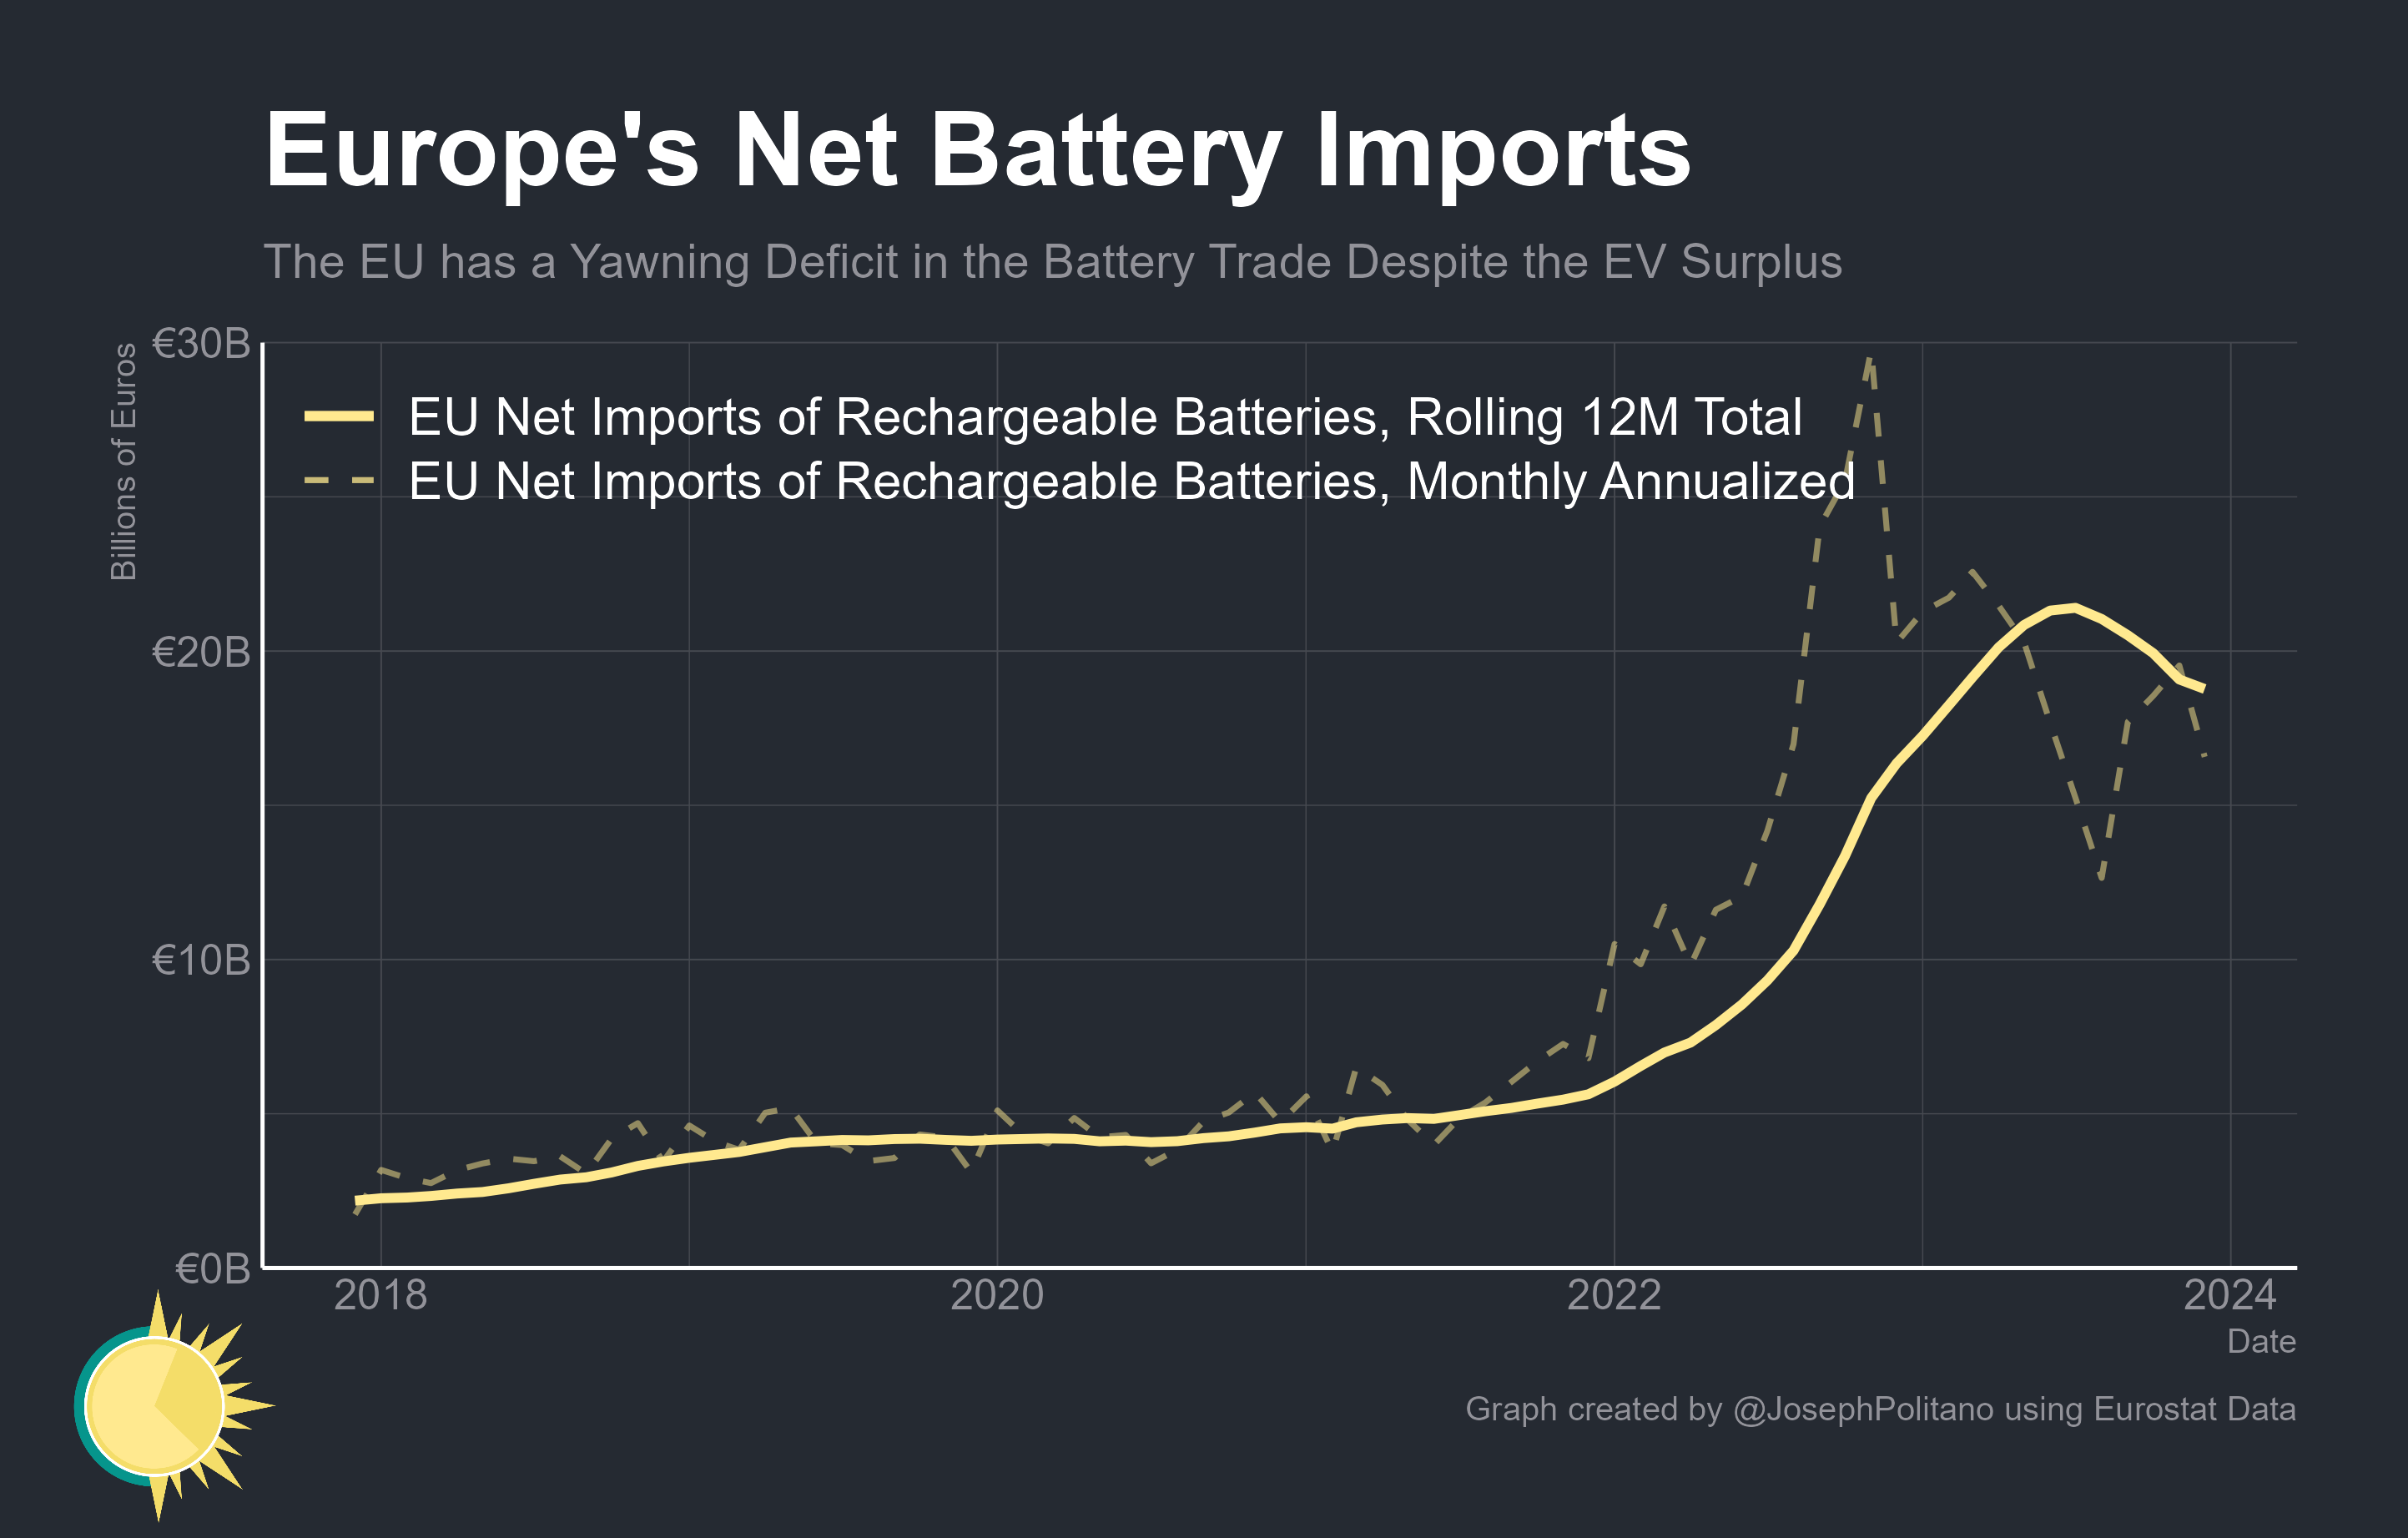 Europe's Net Battery Imports
The EU has a Yawning Deficit in the Battery Trade Despite the EV Surplus
Billions of Euros
€30B
€20B
€10B
€0B
EU Net Imports of Rechargeable Batteries, Rolling 12M Total
EU Net Imports of Rechargeable Batteries, Monthly Annualized
2018
2020
2022
2024
Date
Graph created by @JosephPolitano using Eurostat Data